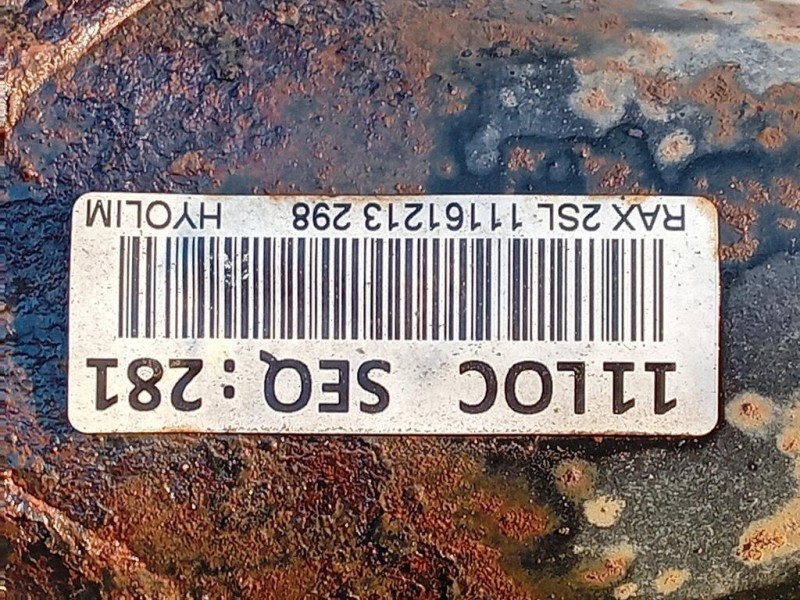 11LOC SEQ : 281
RAX 2SL 11161213 298 HYOLIM